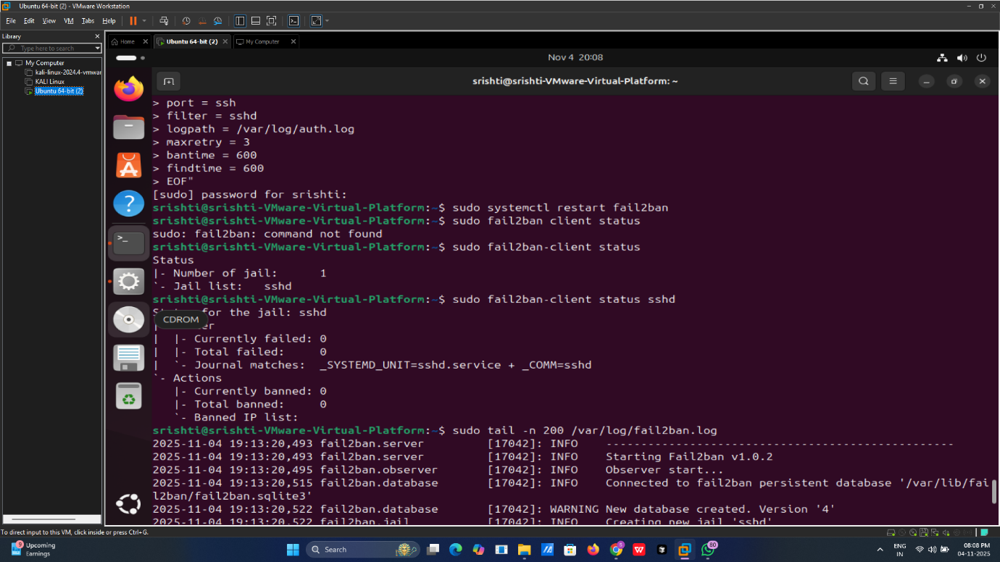 Ubuntu 64-bit (2) - VMware Workstation
File Edit View VM Tabs Help
Library
Type here to search
My Computer
kali-linux-2024.4-vmwar
KALI Linux
Ubuntu 64-bit (2)
Home
Ubuntu 64-bit (2)
My Computer
Nov 4 20:08
srishti@srishti-VMware-Virtual-Platform: ~
> port = ssh
> filter = sshd
> logpath = /var/log/auth.log
> maxretry = 3
> bantime = 600
> findtime = 600
> EOF"
[sudo] password for srishti:
srishti@srishti-VMware-Virtual-Platform:~$ sudo systemctl restart fail2ban
srishti@srishti-VMware-Virtual-Platform:~$ sudo fail2ban client status
sudo: fail2ban: command not found
srishti@srishti-VMware-Virtual-Platform:~$ sudo fail2ban-client status
Status
|- Number of jail:      1
`- Jail list:   sshd
srishti@srishti-VMware-Virtual-Platform:~$ sudo fail2ban-client status sshd
for the jail: sshd
CDROM
|  |- Currently failed: 0
|  |- Total failed:     0
|  `- Journal matches:  _SYSTEMD_UNIT=sshd.service + _COMM=sshd
`- Actions
   |- Currently banned: 0
   |- Total banned:     0
   `- Banned IP list:
srishti@srishti-VMware-Virtual-Platform:~$ sudo tail -n 200 /var/log/fail2ban.log
2025-11-04 19:13:20,493 fail2ban.server         [17042]: INFO    --------------------------------------------------
2025-11-04 19:13:20,493 fail2ban.server         [17042]: INFO    Starting Fail2ban v1.0.2
2025-11-04 19:13:20,495 fail2ban.observer       [17042]: INFO    Observer start...
2025-11-04 19:13:20,515 fail2ban.database       [17042]: INFO    Connected to fail2ban persistent database '/var/lib/fai
l2ban/fail2ban.sqlite3'
2025-11-04 19:13:20,522 fail2ban.database       [17042]: WARNING New database created. Version '4'
2025-11-04 19:13:20,522 fail2ban.jail           [17042]: INFO    Creating new jail 'sshd'
To direct input to this VM, click inside or press Ctrl+G.
9
Upcoming
Earnings
Search
6
80
ENG
IN
08:08 PM
04-11-2025